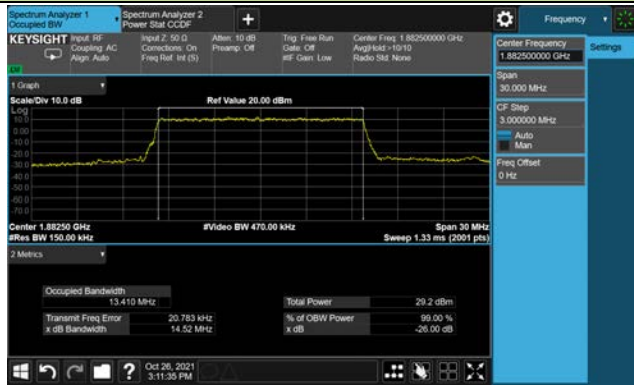 Spectrum Analyzer 1
Occupied BW
Spectrum Analyzer 2
Power Stat CCDF
+
Frequency
KEYSIGHT
Input: RF
Coupling: AC
Align: Auto
Input Z: 50 Ω
Corrections: On
Freq Ref: Int (S)
Atten: 10 dB
Preamp: Off
Trig: Free Run
Gate: Off
#IF Gain: Low
Center Freq: 1.882500000 GHz
Avg|Hold:>10/10
Radio Std: None
Center Frequency
1.882500000 GHz
Settings
Span
30.000 MHz
CF Step
3.000000 MHz
Auto
Man
Freq Offset
0 Hz
1 Graph
Scale/Div 10.0 dB
Ref Value 20.00 dBm
Log
10.0
0.00
-10.0
-20.0
-30.0
-40.0
-50.0
-60.0
-70.0
Center 1.88250 GHz
#Video BW 470.00 kHz
Span 30 MHz
#Res BW 150.00 kHz
Sweep 1.33 ms (2001 pts)
2 Metrics
Occupied Bandwidth
13.410 MHz
Total Power
29.2 dBm
Transmit Freq Error
20.783 kHz
% of OBW Power
99.00 %
x dB Bandwidth
14.52 MHz
x dB
-26.00 dB
?
Oct 26, 2021
3:11:35 PM